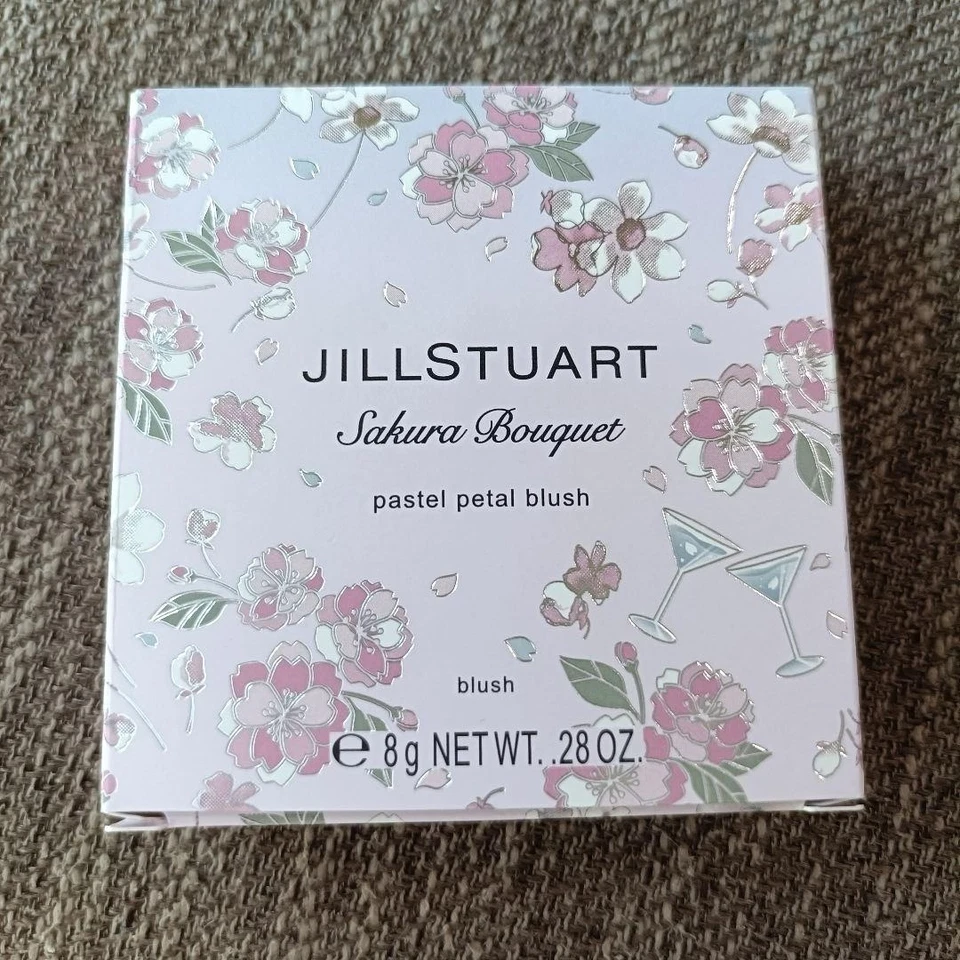 JILLSTUART
Sakura Bouquet
pastel petal blush
blush
℮ 8g NET WT. .28 OZ.